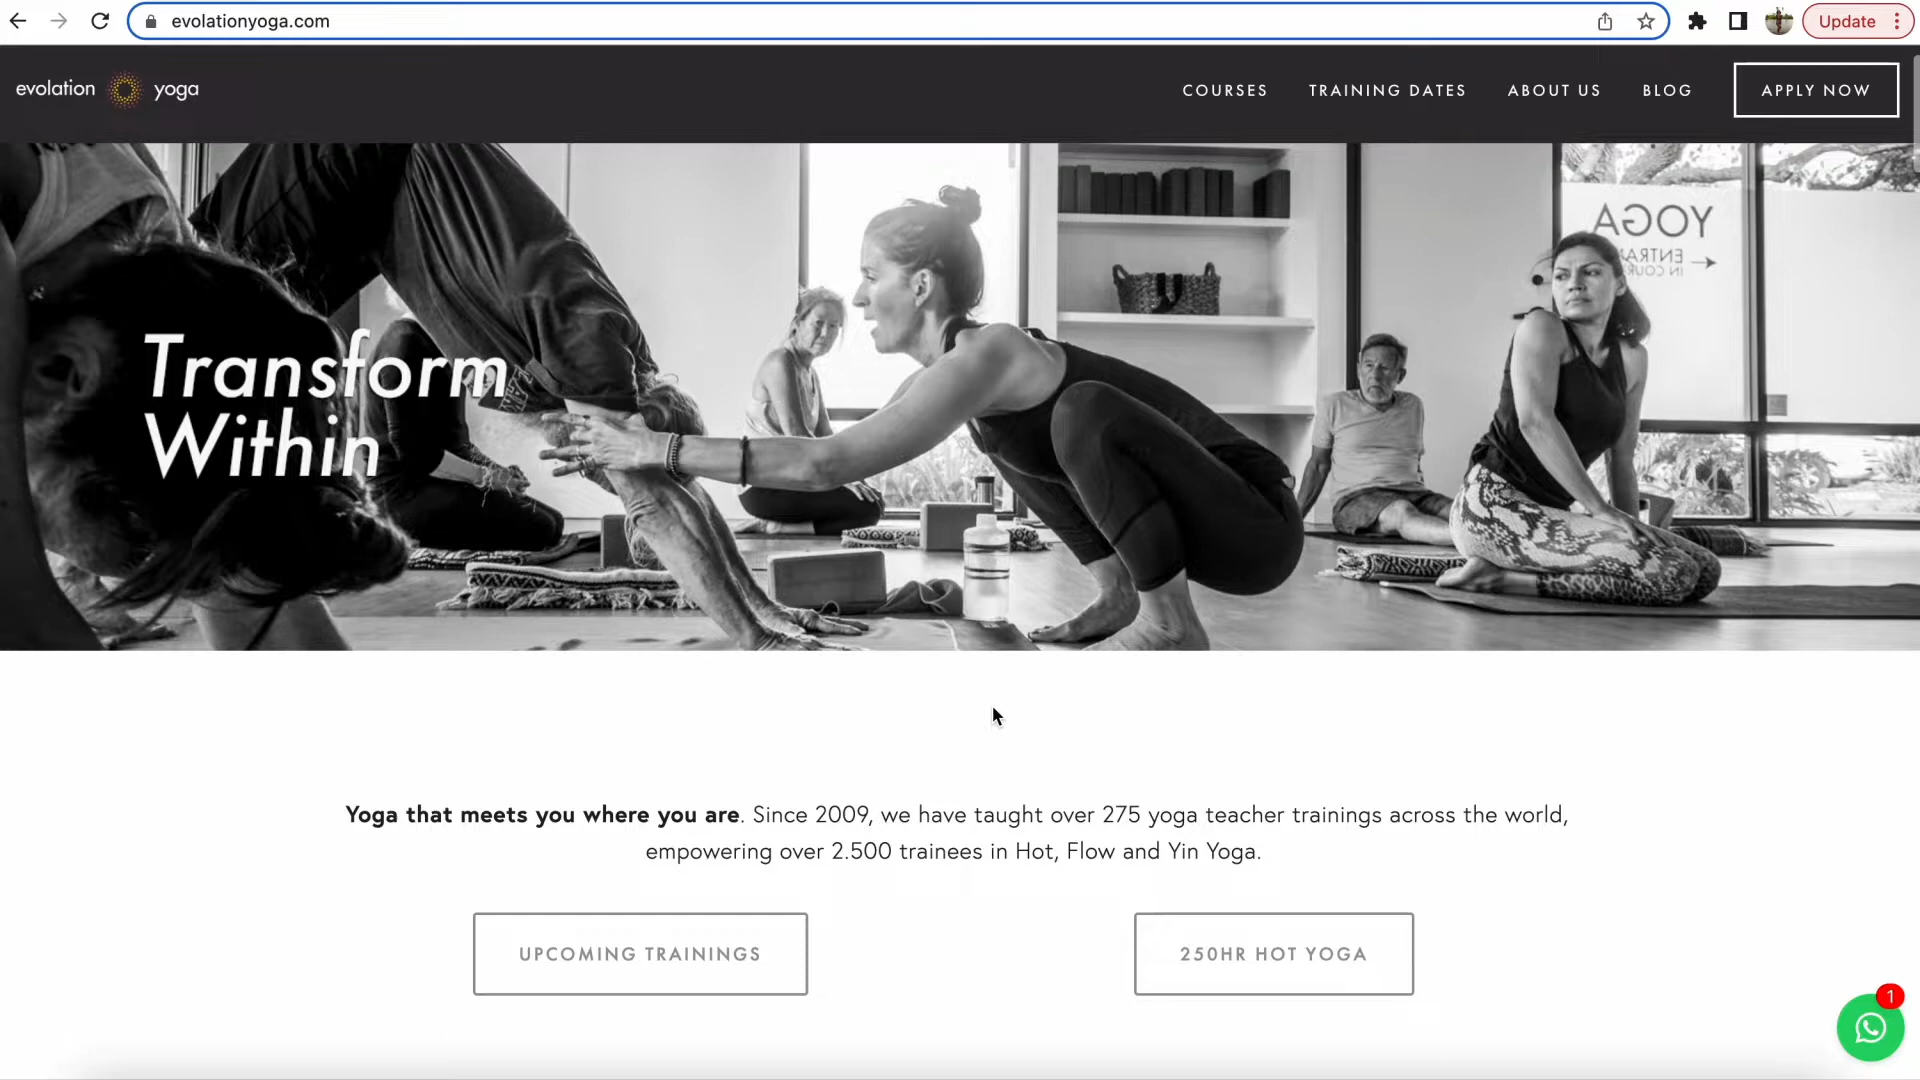 evolationyoga.com
Update
evolation yoga
COURSES TRAINING DATES ABOUT US BLOG APPLY NOW
YOGA
Transform
Within
Yoga that meets you where you are. Since 2009, we have taught over 275 yoga teacher trainings across the world,
empowering over 2.500 trainees in Hot, Flow and Yin Yoga.
UPCOMING TRAININGS 250HR HOT YOGA
1